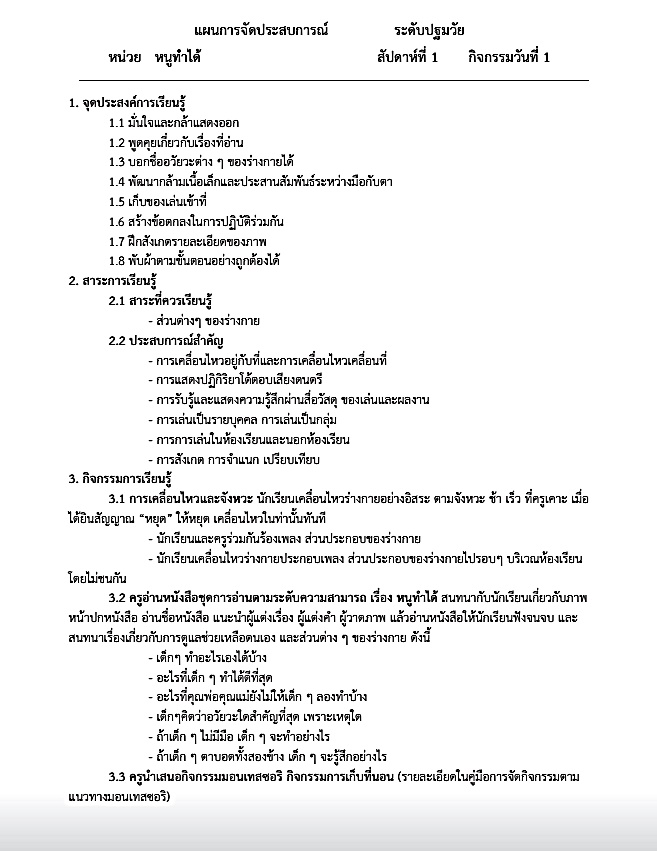 แผนการจัดประสบการณ์ ระดับปฐมวัย
หน่วย หนูทำได้ สัปดาห์ที่ 1 กิจกรรมวันที่ 1
1. จุดประสงค์การเรียนรู้
1.1 มั่นใจและกล้าแสดงออก
1.2 พูดคุยเกี่ยวกับเรื่องที่อ่าน
1.3 บอกชื่ออวัยวะต่าง ๆ ของร่างกายได้
1.4 พัฒนากล้ามเนื้อเล็กและประสานสัมพันธ์ระหว่างมือกับตา
1.5 เก็บของเล่นเข้าที่
1.6 สร้างข้อตกลงในการปฏิบัติร่วมกัน
1.7 ฝึกสังเกตรายละเอียดของภาพ
1.8 พับผ้าตามขั้นตอนอย่างถูกต้องได้
2. สาระการเรียนรู้
2.1 สาระที่ควรเรียนรู้
- ส่วนต่างๆ ของร่างกาย
2.2 ประสบการณ์สำคัญ
- การเคลื่อนไหวอยู่กับที่และการเคลื่อนไหวเคลื่อนที่
- การแสดงปฏิกิริยาโต้ตอบเสียงดนตรี
- การรับรู้และแสดงความรู้สึกผ่านสื่อวัสดุ ของเล่นและผลงาน
- การเล่นเป็นรายบุคคล การเล่นเป็นกลุ่ม
- การการเล่นในห้องเรียนและนอกห้องเรียน
- การสังเกต การจำแนก เปรียบเทียบ
3. กิจกรรมการเรียนรู้
3.1 การเคลื่อนไหวและจังหวะ นักเรียนเคลื่อนไหวร่างกายอย่างอิสระ ตามจังหวะ ช้า เร็ว ที่ครูเคาะ เมื่อ
ได้ยินสัญญาณ “หยุด” ให้หยุด เคลื่อนไหวในท่านั้นทันที
- นักเรียนและครูร่วมกันร้องเพลง ส่วนประกอบของร่างกาย
- นักเรียนเคลื่อนไหวร่างกายประกอบเพลง ส่วนประกอบของร่างกายไปรอบๆ บริเวณห้องเรียน
โดยไม่ชนกัน
3.2 ครูอ่านหนังสือชุดการอ่านตามระดับความสามารถ เรื่อง หนูทำได้ สนทนากับนักเรียนเกี่ยวกับภาพ
หน้าปกหนังสือ อ่านชื่อหนังสือ แนะนำผู้แต่งเรื่อง ผู้แต่งคำ ผู้วาดภาพ แล้วอ่านหนังสือให้นักเรียนฟังจนจบ และ
สนทนาเรื่องเกี่ยวกับการดูแลช่วยเหลือตนเอง และส่วนต่าง ๆ ของร่างกาย ดังนี้
- เด็กๆ ทำอะไรเองได้บ้าง
- อะไรที่เด็ก ๆ ทำได้ดีที่สุด
- อะไรที่คุณพ่อคุณแม่ยังไม่ให้เด็ก ๆ ลองทำบ้าง
- เด็กๆคิดว่าอวัยวะใดสำคัญที่สุด เพราะเหตุใด
- ถ้าเด็ก ๆ ไม่มีมือ เด็ก ๆ จะทำอย่างไร
- ถ้าเด็ก ๆ ตาบอดทั้งสองข้าง เด็ก ๆ จะรู้สึกอย่างไร
3.3 ครูนำเสนอกิจกรรมมอนเทสซอริ กิจกรรมการเก็บที่นอน (รายละเอียดในคู่มือการจัดกิจกรรมตาม
แนวทางมอนเทสซอริ)